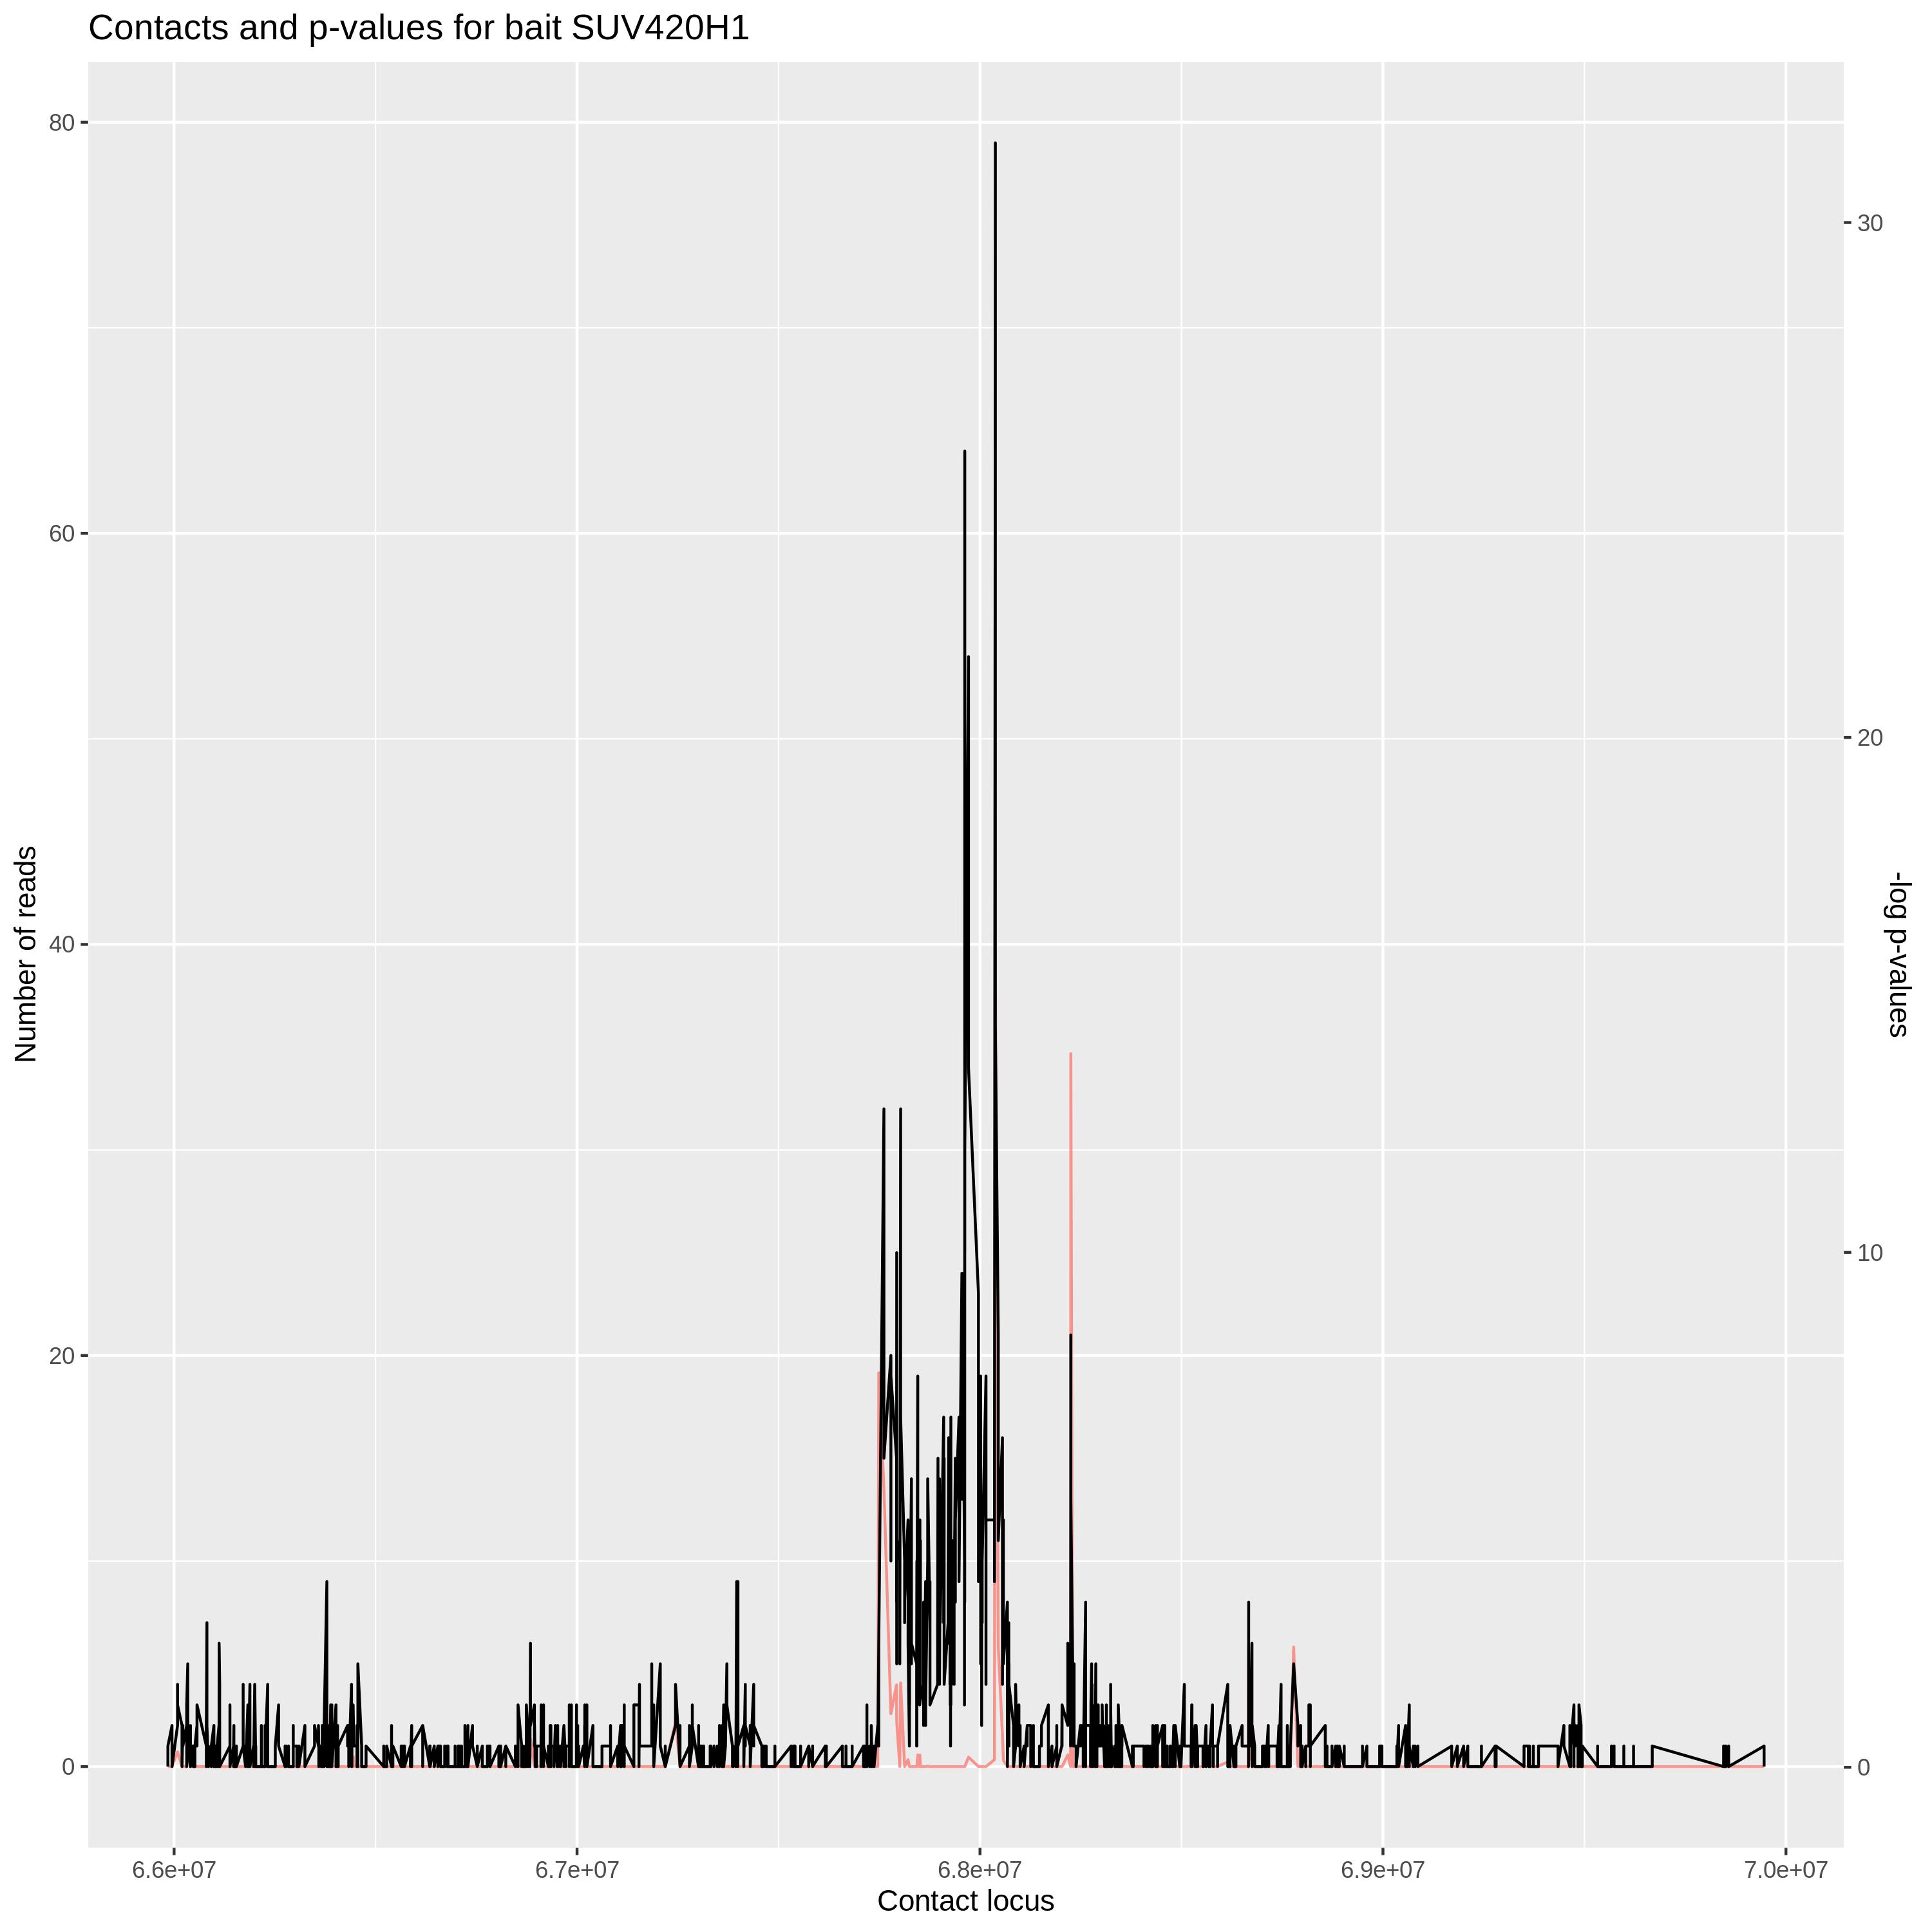 Contacts and p-values for bait SUV420H1
80
60
40
20
0
Number of reads
30
20
10
0
-log p-values
6.6e+07 6.7e+07 6.8e+07 6.9e+07 7.0e+07
Contact locus